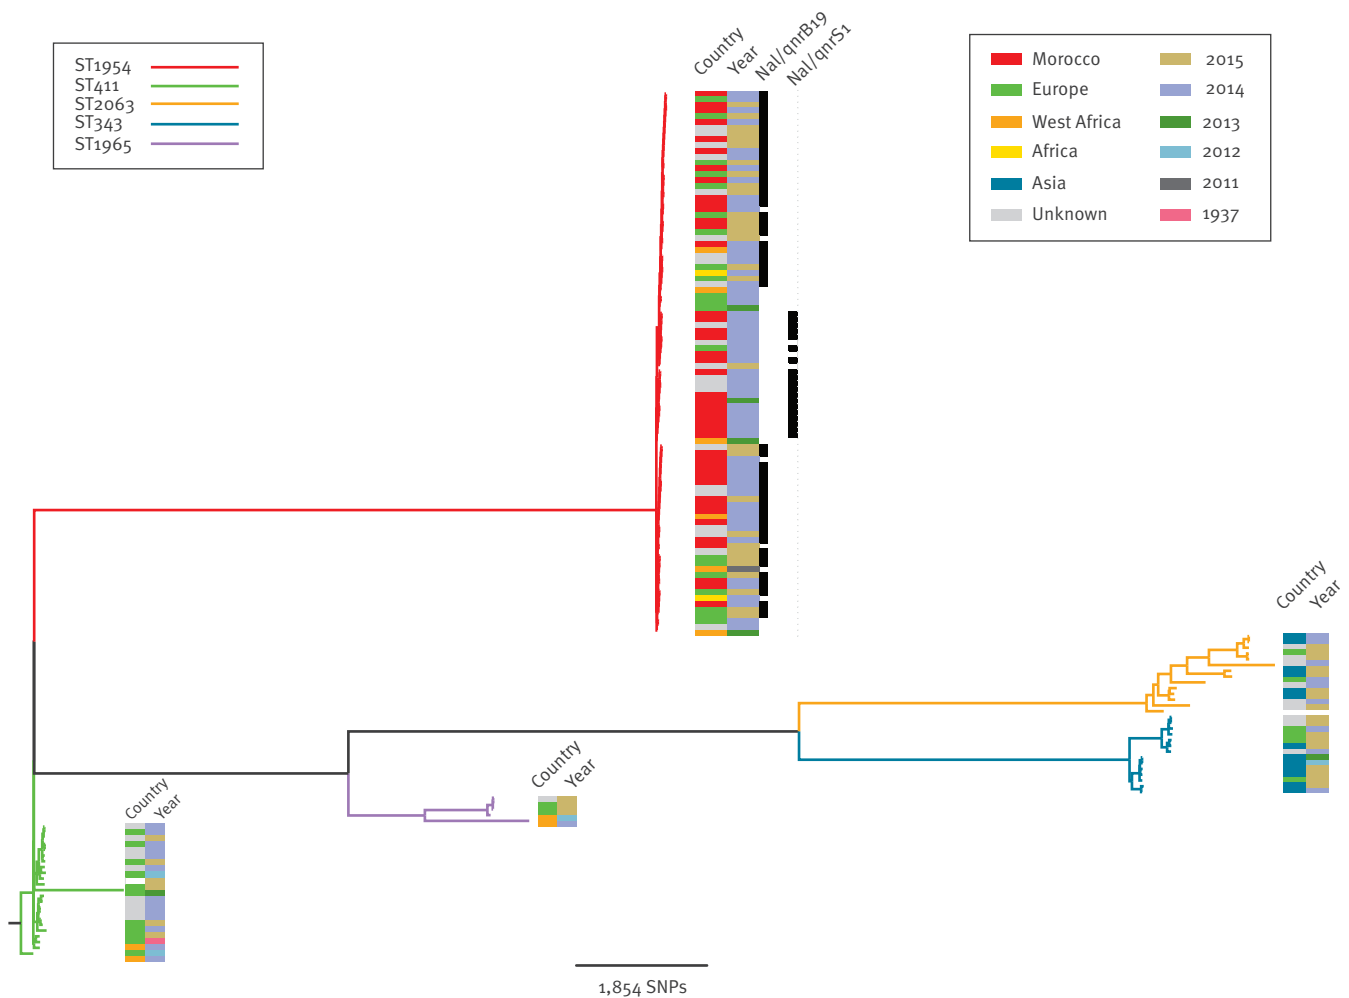 ST1954
ST411
ST2063
ST343
ST1965
Country
Year
Nal/qnrB19
Nal/qnrS1
Morocco
Europe
West Africa
Africa
Asia
Unknown
2015
2014
2013
2012
2011
1937
Country
Year
Country
Year
Country
Year
1,854 SNPs